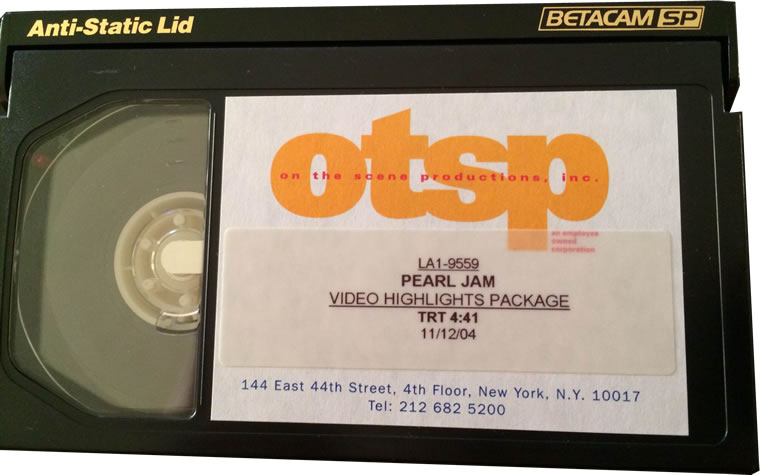 Anti-Static Lid
BETACAM SP
otsp
on the scene productions, inc.
an employee
owned
corporation
LA1-9559
PEARL JAM
VIDEO HIGHLIGHTS PACKAGE
TRT 4:41
11/12/04
144 East 44th Street, 4th Floor, New York, N.Y. 10017
Tel: 212 682 5200